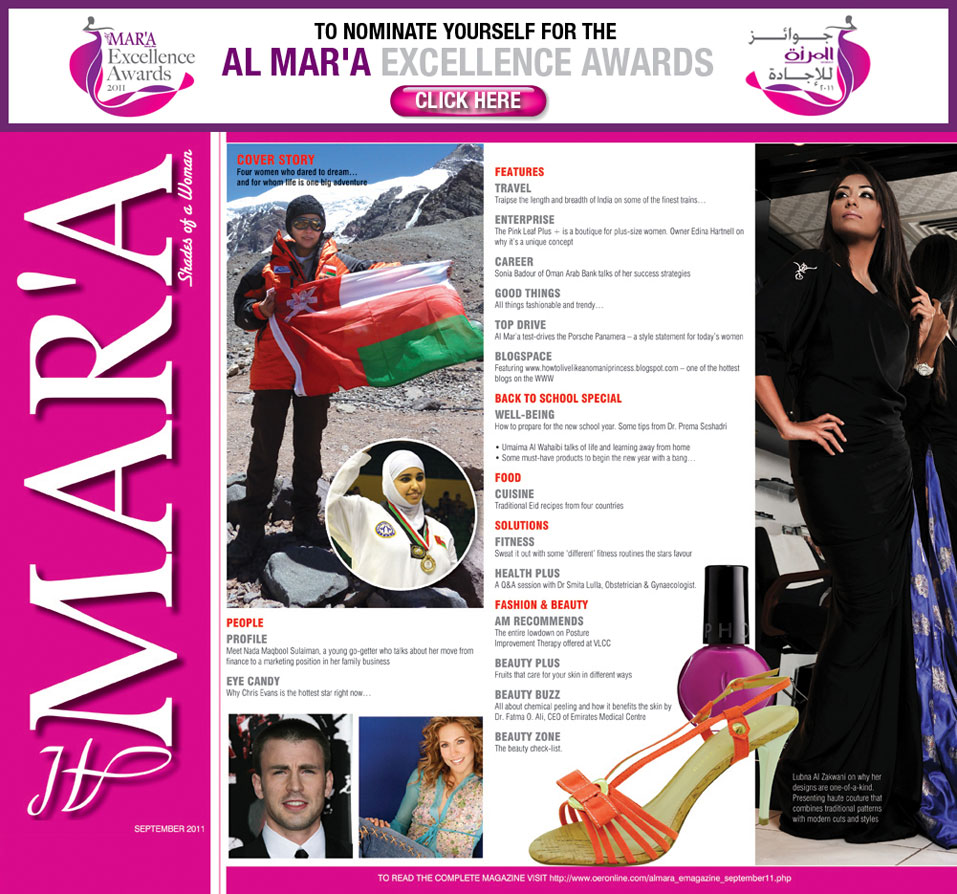 AL MAR'A
Excellence
Awards
2011
TO NOMINATE YOURSELF FOR THE
AL MAR'A EXCELLENCE AWARDS
CLICK HERE
جوائز
المرأة
للإجادة
٢٠١١
AL MAR'A
Shades of a Woman
SEPTEMBER 2011
COVER STORY
Four women who dared to dream…
and for whom life is one big adventure
PEOPLE
PROFILE
Meet Nada Maqbool Sulaiman, a young go-getter who talks about her move from
finance to a marketing position in her family business
EYE CANDY
Why Chris Evans is the hottest star right now…
FEATURES
TRAVEL
Traipse the length and breadth of India on some of the finest trains…
ENTERPRISE
The Pink Leaf Plus + is a boutique for plus-size women. Owner Edina Hartnell on
why it's a unique concept
CAREER
Sonia Badour of Oman Arab Bank talks of her success strategies
GOOD THINGS
All things fashionable and trendy…
TOP DRIVE
Al Mar'a test-drives the Porsche Panamera – a style statement for today's women
BLOGSPACE
Featuring www.howtolivelikeanomaniprincess.blogspot.com – one of the hottest
blogs on the WWW
BACK TO SCHOOL SPECIAL
WELL-BEING
How to prepare for the new school year. Some tips from Dr. Prema Seshadri
• Umaima Al Wahaibi talks of life and learning away from home
• Some must-have products to begin the new year with a bang…
FOOD
CUISINE
Traditional Eid recipes from four countries
SOLUTIONS
FITNESS
Sweat it out with some 'different' fitness routines the stars favour
HEALTH PLUS
A Q&A session with Dr Smita Lulla, Obstetrician & Gynaecologist.
FASHION & BEAUTY
AM RECOMMENDS
The entire lowdown on Posture
Improvement Therapy offered at VLCC
BEAUTY PLUS
Fruits that care for your skin in different ways
BEAUTY BUZZ
All about chemical peeling and how it benefits the skin by
Dr. Fatma O. Ali, CEO of Emirates Medical Centre
BEAUTY ZONE
The beauty check-list.
PHO
Lubna Al Zakwani on why her
designs are one-of-a-kind.
Presenting haute couture that
combines traditional patterns
with modern cuts and styles
TO READ THE COMPLETE MAGAZINE VISIT http://www.oeronline.com/almara_emagazine_september11.php